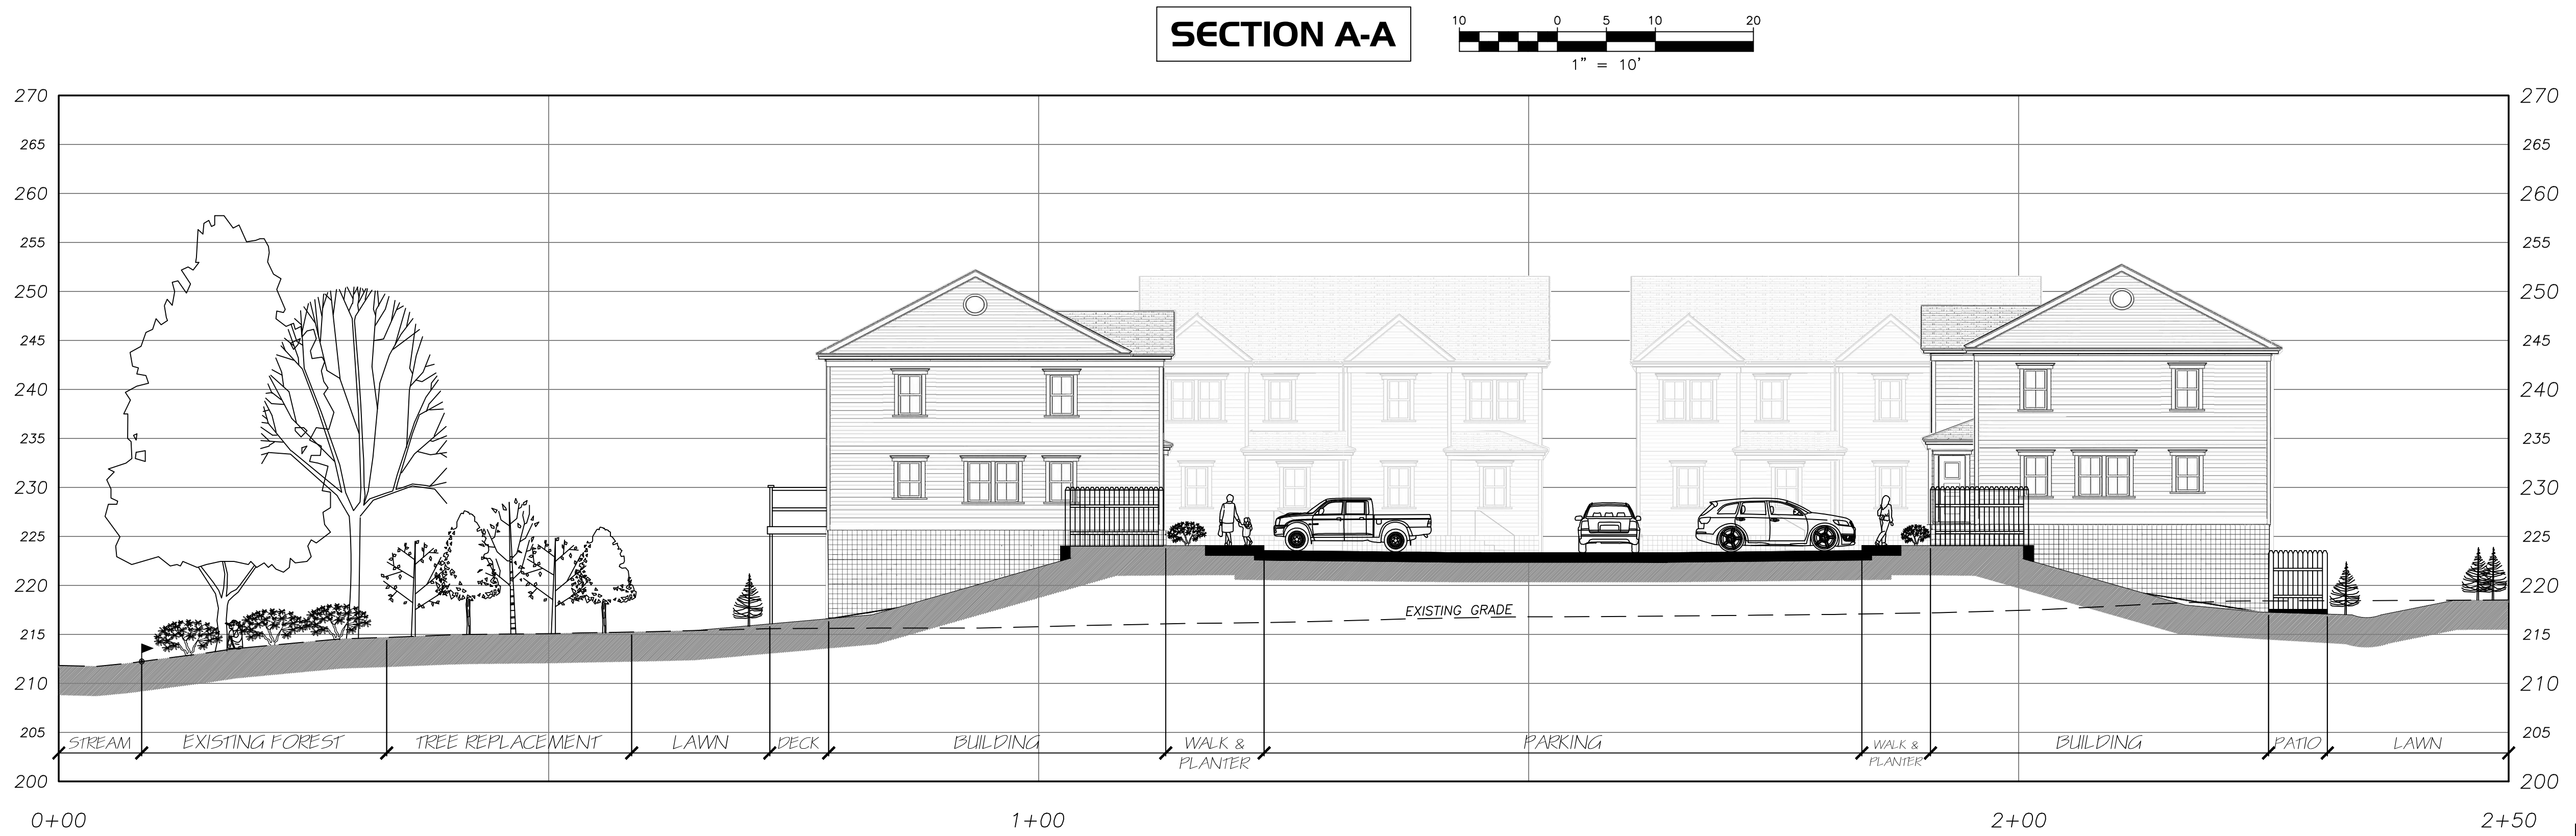 SECTION A-A
10 0 5 10 20
1" = 10'
270 270
265 265
260 260
255 255
250 250
245 245
240 240
235 235
230 230
225 225
220 220
EXISTING GRADE
215 215
210 210
205 205
STREAM EXISTING FOREST TREE REPLACEMENT LAWN DECK BUILDING WALK & PARKING WALK & BUILDING PATIO LAWN
PLANTER PLANTER
200 200
0+00 1+00 2+00 2+50